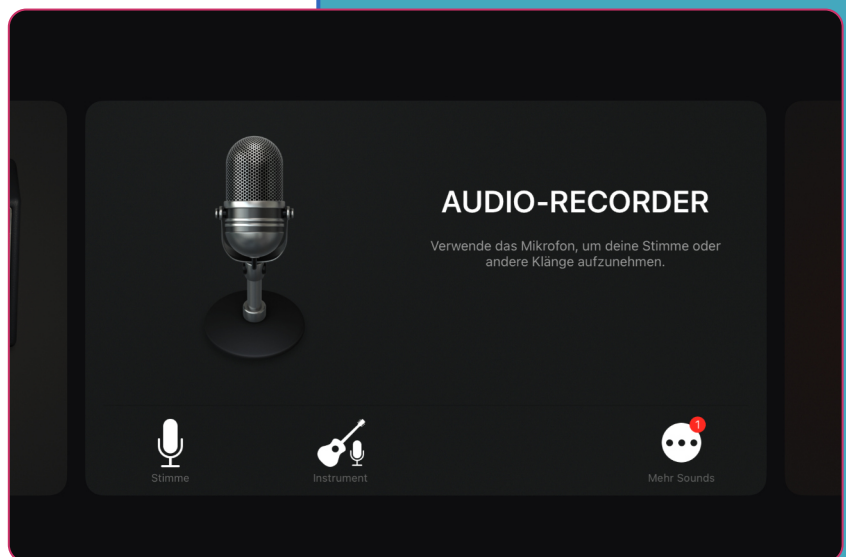 AUDIO-RECORDER
Verwende das Mikrofon, um deine Stimme oder
andere Klänge aufzunehmen.
1
Stimme
Instrument
Mehr Sounds